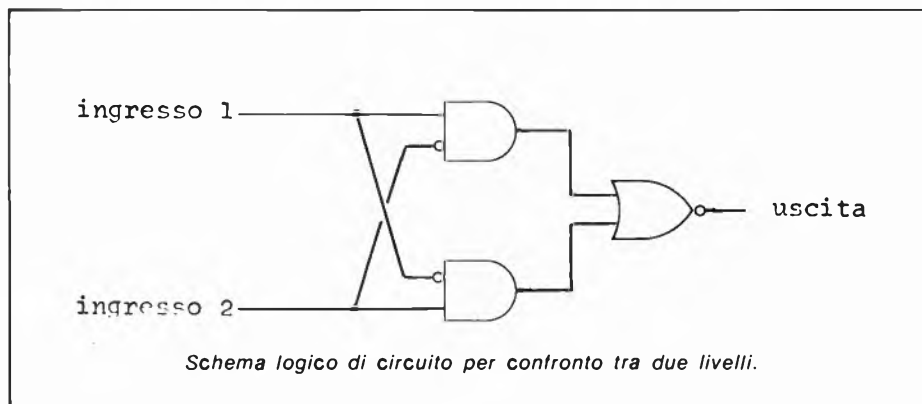 ingresso 1
uscita
ingresso 2
Schema logico di circuito per confronto tra due livelli.